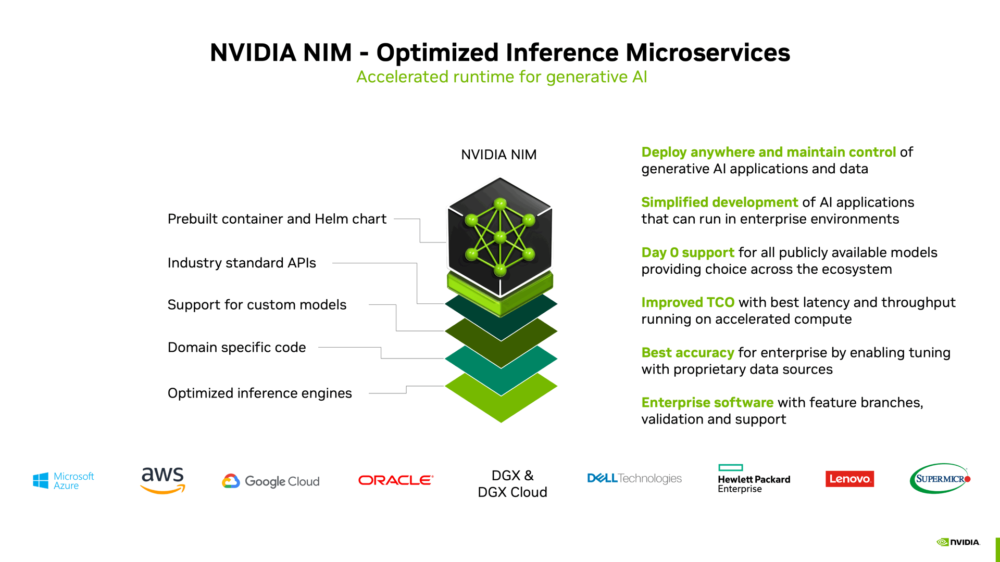 NVIDIA NIM - Optimized Inference Microservices
Accelerated runtime for generative AI
NVIDIA NIM
Prebuilt container and Helm chart
Industry standard APIs
Support for custom models
Domain specific code
Optimized inference engines
Deploy anywhere and maintain control of
generative AI applications and data
Simplified development of AI applications
that can run in enterprise environments
Day 0 support for all publicly available models
providing choice across the ecosystem
Improved TCO with best latency and throughput
running on accelerated compute
Best accuracy for enterprise by enabling tuning
with proprietary data sources
Enterprise software with feature branches,
validation and support
Microsoft
Azure
aws
Google Cloud
ORACLE
DGX &
DGX Cloud
DELL Technologies
Hewlett Packard
Enterprise
Lenovo
SUPERMICRO
NVIDIA